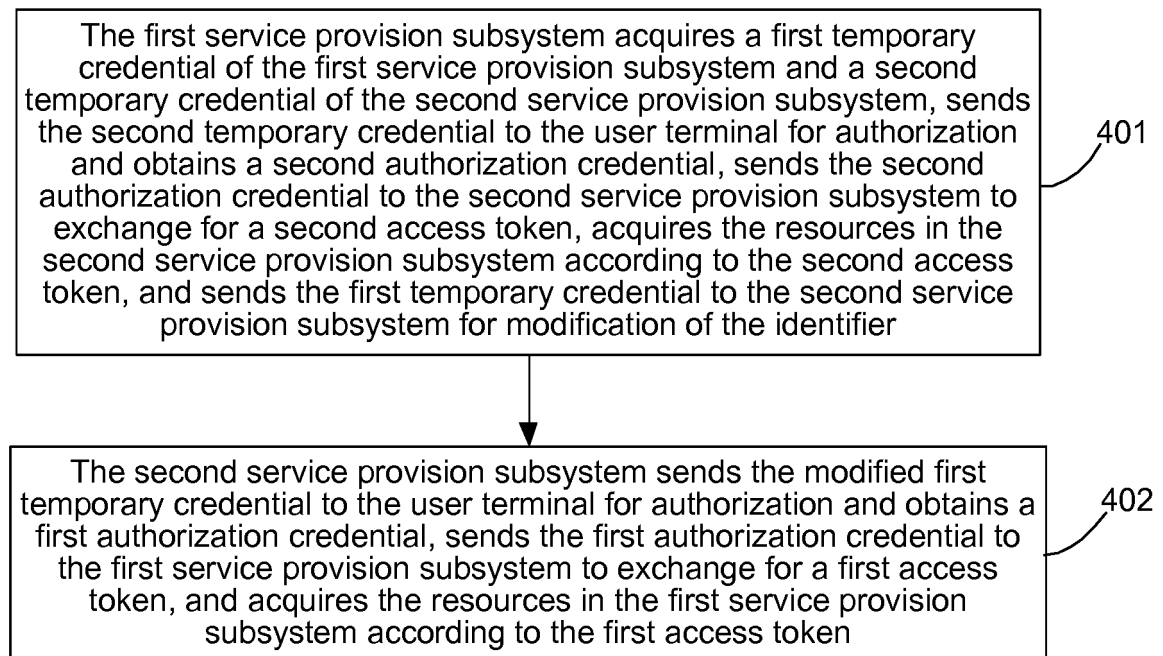 The first service provision subsystem acquires a first temporary
credential of the first service provision subsystem and a second
temporary credential of the second service provision subsystem, sends
the second temporary credential to the user terminal for authorization
and obtains a second authorization credential, sends the second
authorization credential to the second service provision subsystem to
exchange for a second access token, acquires the resources in the
second service provision subsystem according to the second access
token, and sends the first temporary credential to the second service
provision subsystem for modification of the identifier
401
The second service provision subsystem sends the modified first
temporary credential to the user terminal for authorization and obtains a
first authorization credential, sends the first authorization credential to
the first service provision subsystem to exchange for a first access
token, and acquires the resources in the first service provision
subsystem according to the first access token
402